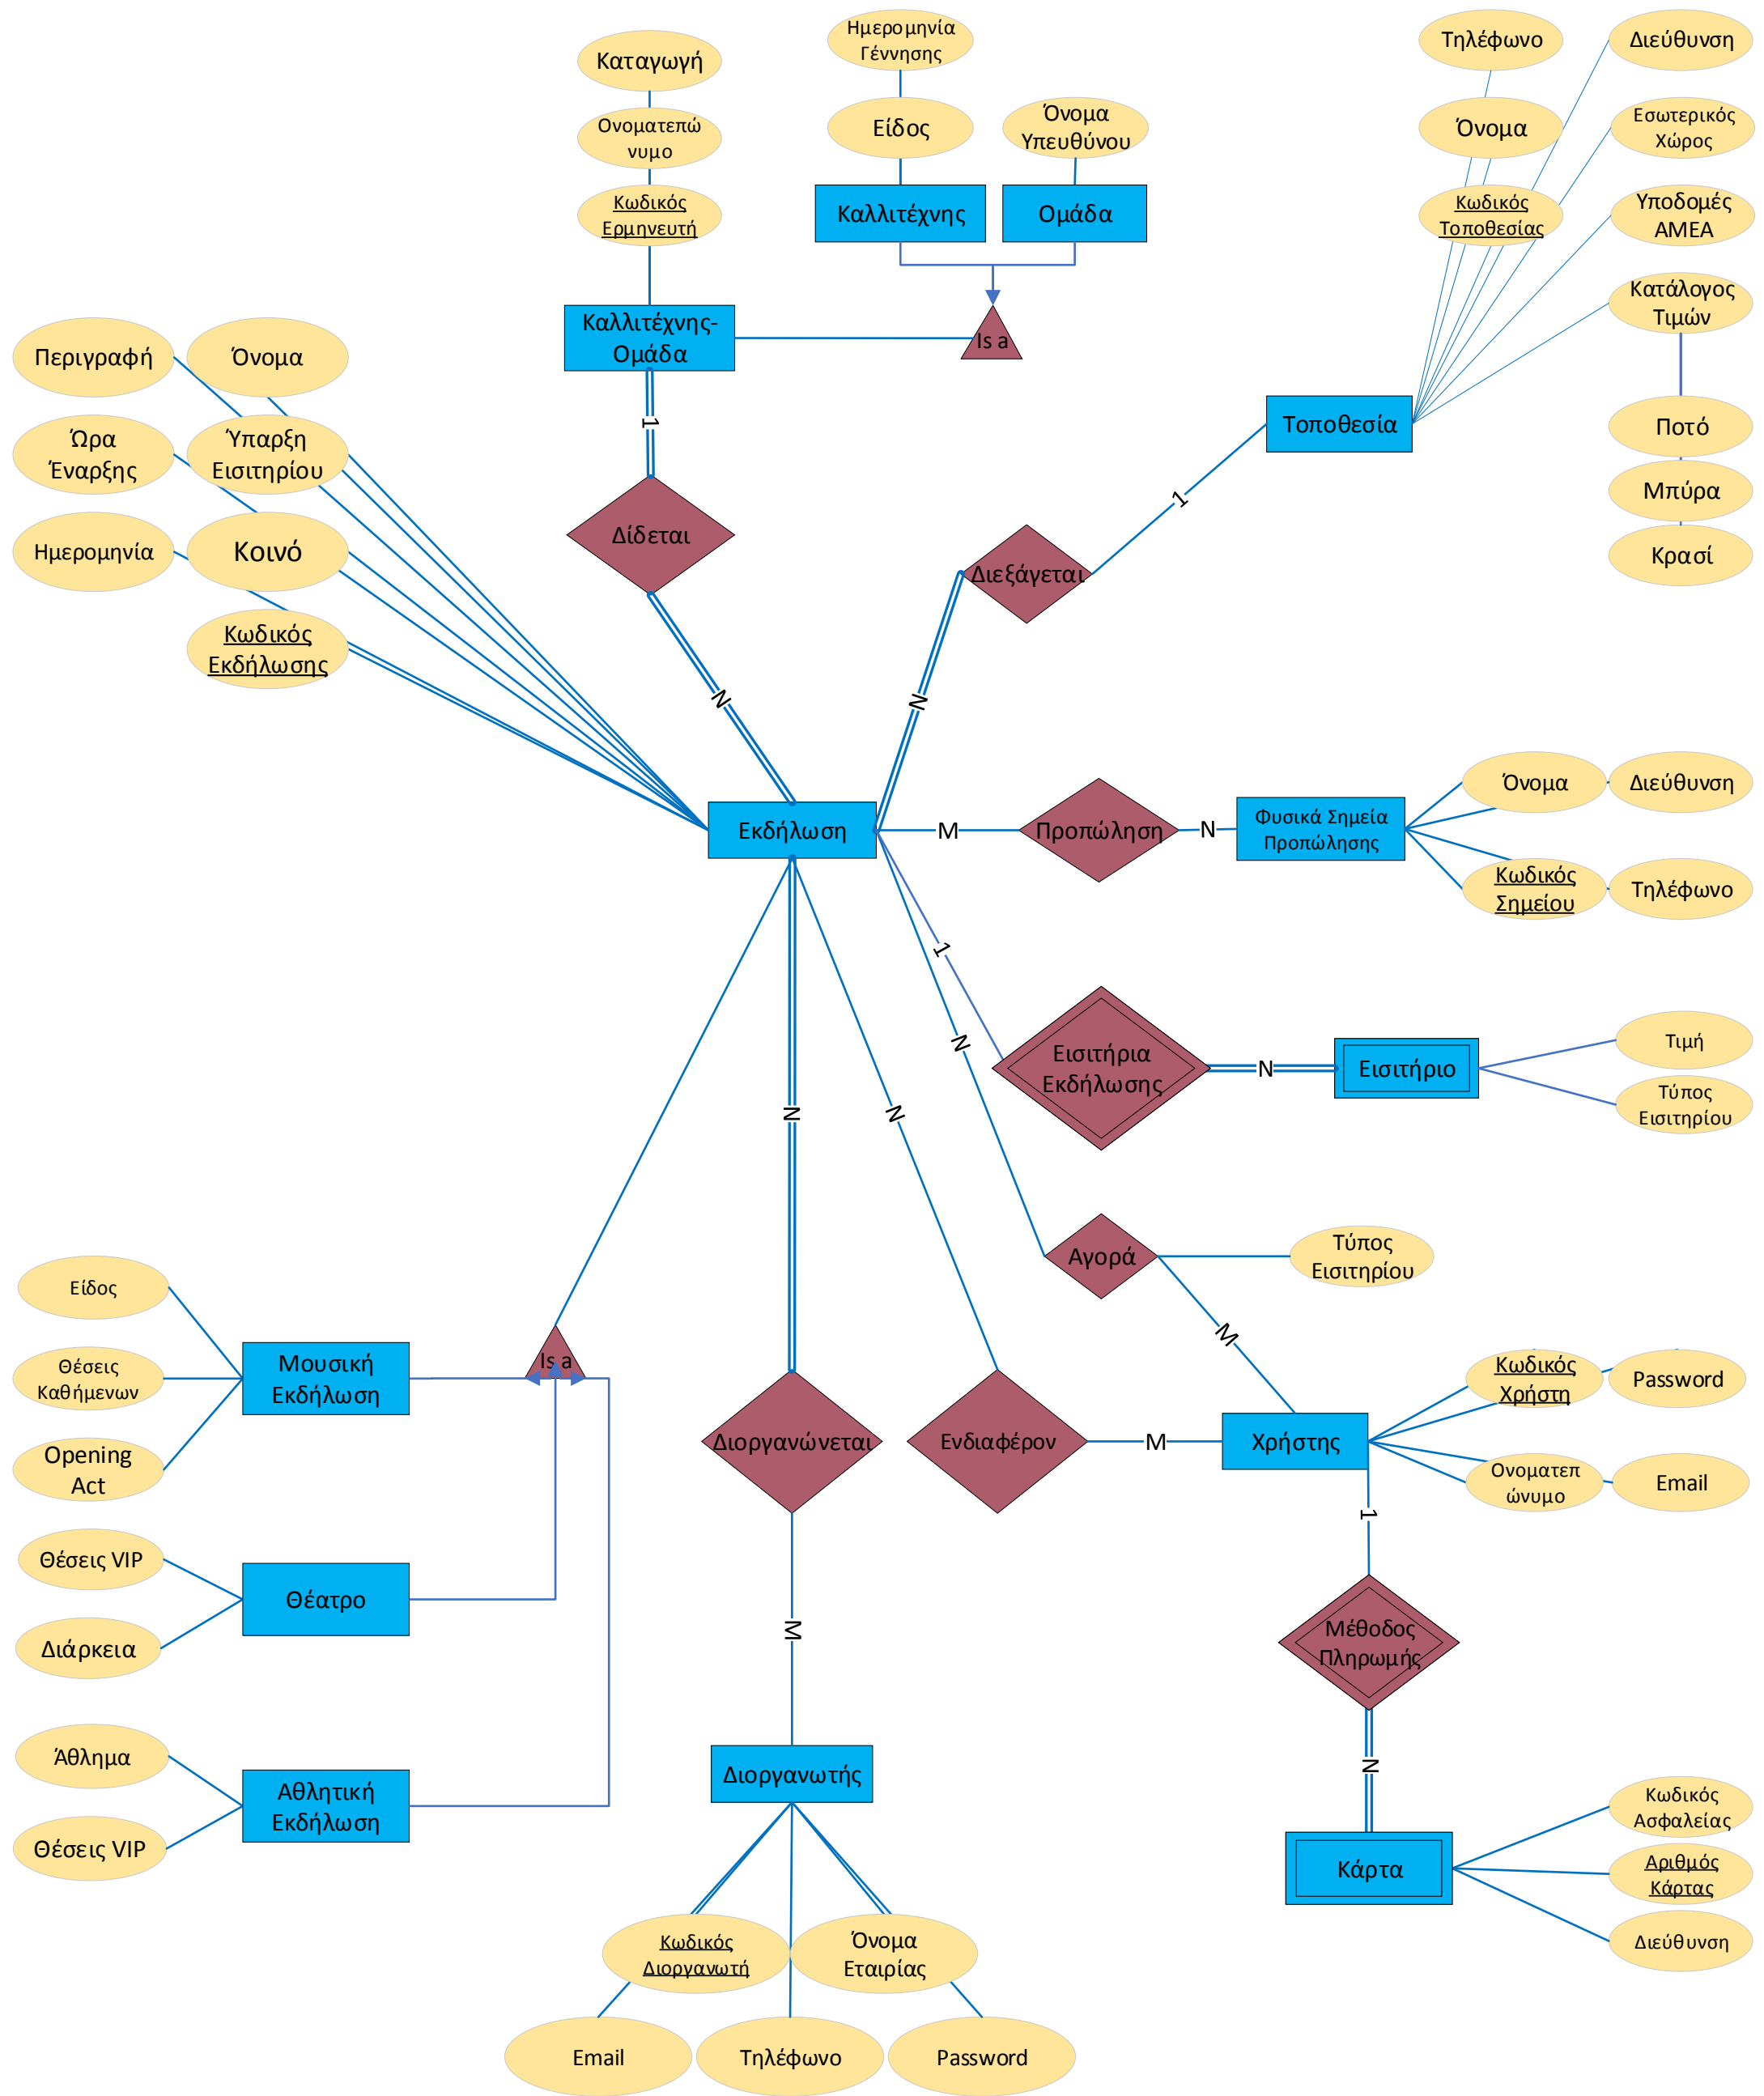 Καταγωγή
Ονοματεπώ
νυμο
Κωδικός
Ερμηνευτή
Ημερομηνία
Γέννησης
Είδος
Όνομα
Υπευθύνου
Καλλιτέχνης
Ομάδα
Τηλέφωνο
Διεύθυνση
Όνομα
Εσωτερικός
Χώρος
Κωδικός
Τοποθεσίας
Υποδομές
ΑΜΕΑ
Κατάλογος
Τιμών
Ποτό
Μπύρα
Κρασί
Καλλιτέχνης-
Ομάδα
Is a
Τοποθεσία
Περιγραφή
Όνομα
Ώρα
Έναρξης
Ύπαρξη
Εισιτηρίου
Ημερομηνία
Κοινό
Κωδικός
Εκδήλωσης
1
Δίδεται
N
1
Διεξάγεται
N
Εκδήλωση
M
Προπώληση
N
Φυσικά Σημεία
Προπώλησης
Όνομα
Διεύθυνση
Κωδικός
Σημείου
Τηλέφωνο
1
Εισιτήρια
Εκδήλωσης
N
Εισιτήριο
Τιμή
Τύπος
Εισιτηρίου
N
Αγορά
Τύπος
Εισιτηρίου
M
N
N
Είδος
Θέσεις
Καθήμενων
Opening
Act
Μουσική
Εκδήλωση
Is a
Διοργανώνεται
Ενδιαφέρον
M
Χρήστης
Κωδικός
Χρήστη
Password
Ονοματεπ
ώνυμο
Email
1
Μέθοδος
Πληρωμής
N
Κάρτα
Κωδικός
Ασφαλείας
Αριθμός
Κάρτας
Διεύθυνση
Θέσεις VIP
Διάρκεια
Θέατρο
Άθλημα
Θέσεις VIP
Αθλητική
Εκδήλωση
M
Διοργανωτής
Κωδικός
Διοργανωτή
Όνομα
Εταιρίας
Email
Τηλέφωνο
Password